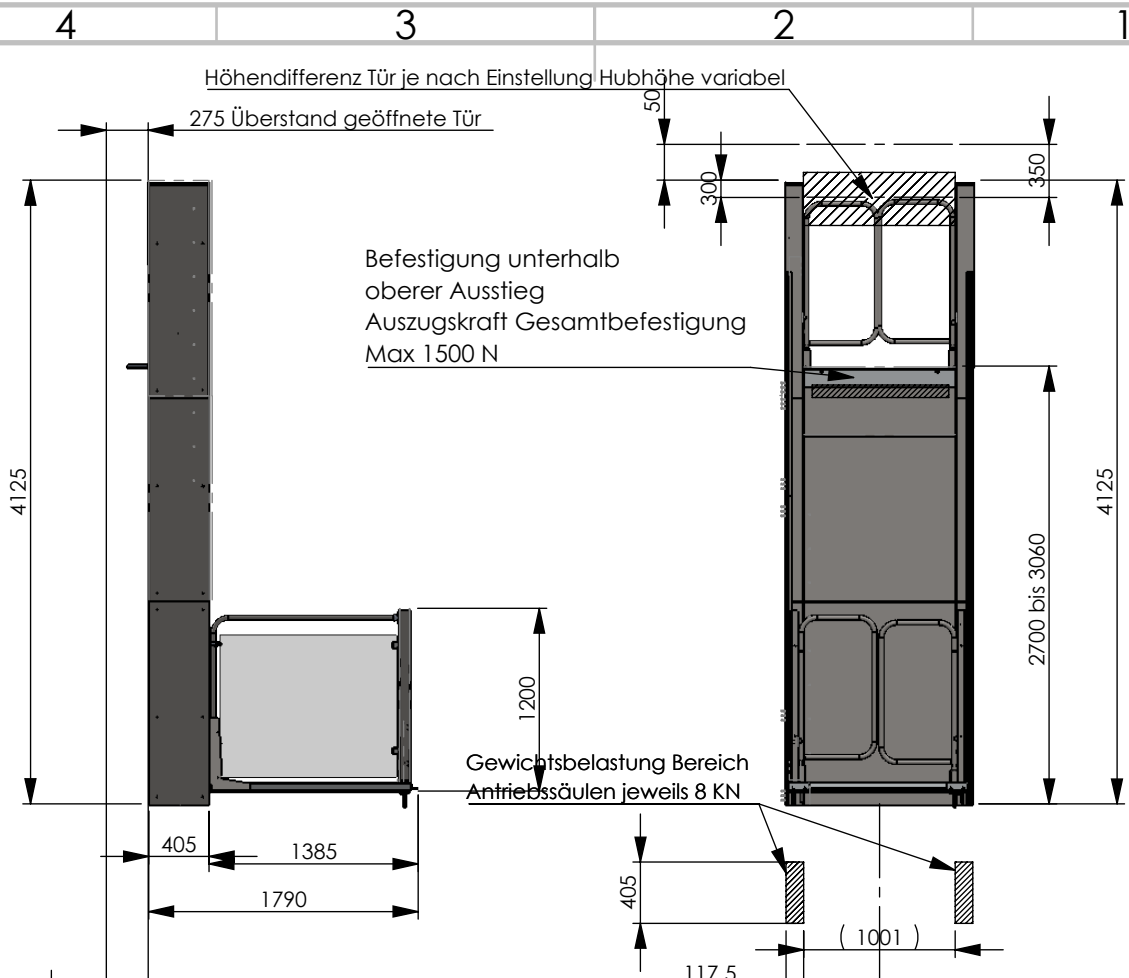 4 3 2 1
Höhendifferenz Tür je nach Einstellung Hubhöhe variabel
50
275 Überstand geöffnete Tür
350
300
Befestigung unterhalb
oberer Ausstieg
Auszugskraft Gesamtbefestigung
Max 1500 N
4125
4125
2700 bis 3060
1200
Gewichtsbelastung Bereich
Antriebssäulen jeweils 8 KN
405
1385
1790
405
( 1001 )
117,5